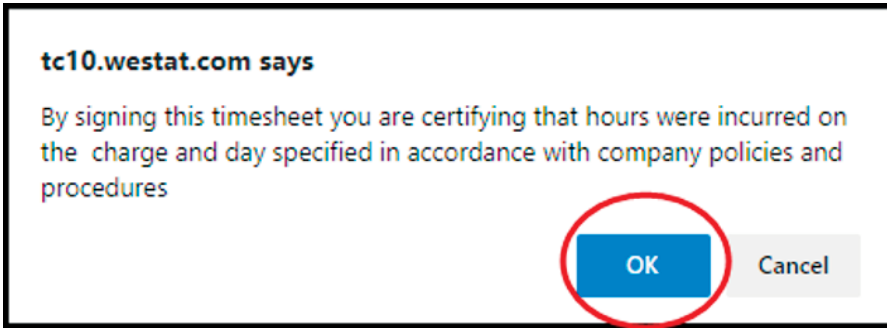 tc10.westat.com says
By signing this timesheet you are certifying that hours were incurred on
the  charge and day specified in accordance with company policies and
procedures
OK
Cancel